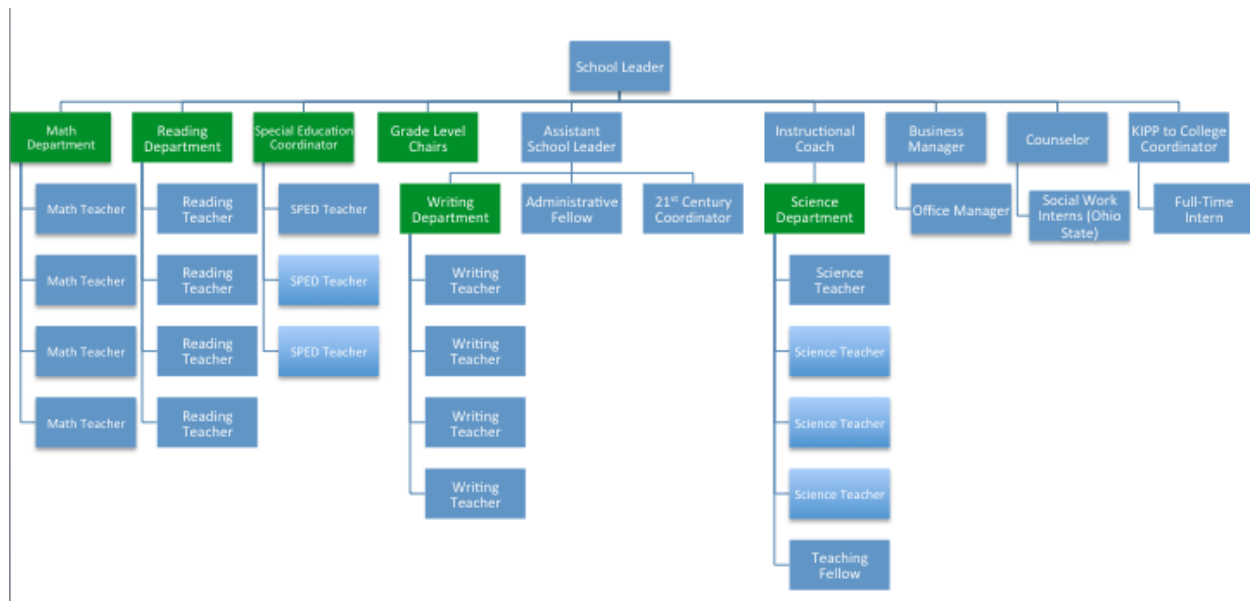 School Leader
Math
Department
Reading
Department
Special Education
Coordinator
Grade Level
Chairs
Assistant
School Leader
Instructional
Coach
Business
Manager
Counselor
KIPP to College
Coordinator
Math Teacher
Math Teacher
Math Teacher
Math Teacher
Reading
Teacher
Reading
Teacher
Reading
Teacher
Reading
Teacher
SPED Teacher
SPED Teacher
SPED Teacher
Writing
Department
Administrative
Fellow
21st Century
Coordinator
Writing
Teacher
Writing
Teacher
Writing
Teacher
Writing
Teacher
Science
Department
Science
Teacher
Science Teacher
Science Teacher
Science Teacher
Teaching
Fellow
Office Manager
Social Work
Interns (Ohio
State)
Full-Time
Intern